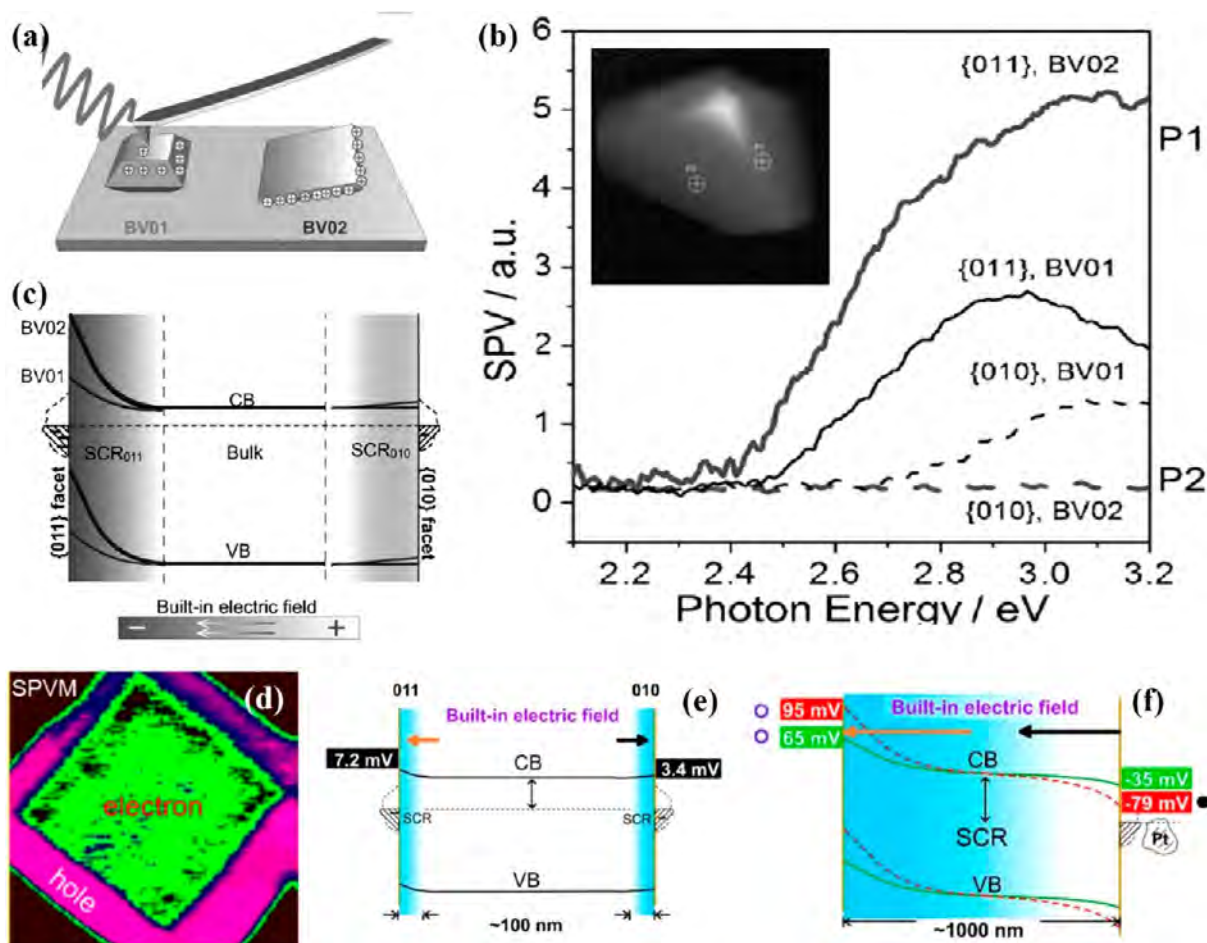 (a)
BV01
BV02
(b)
6
5
4
3
2
1
0
SPV / a.u.
{011}, BV02
{011}, BV01
{010}, BV01
{010}, BV02
P1
P2
2.2
2.4
2.6
2.8
3.0
3.2
Photon Energy / eV
(c)
BV02
BV01
CB
SCR011
Bulk
SCR010
{011} facet
{010} facet
VB
Built-in electric field
−
+
SPVM
(d)
electron
hole
011
010
(e)
Built-in electric field
7.2 mV
CB
3.4 mV
SCR
SCR
VB
~100 nm
95 mV
Built-in electric field
(f)
65 mV
CB
-35 mV
-79 mV
SCR
Pt
VB
~1000 nm